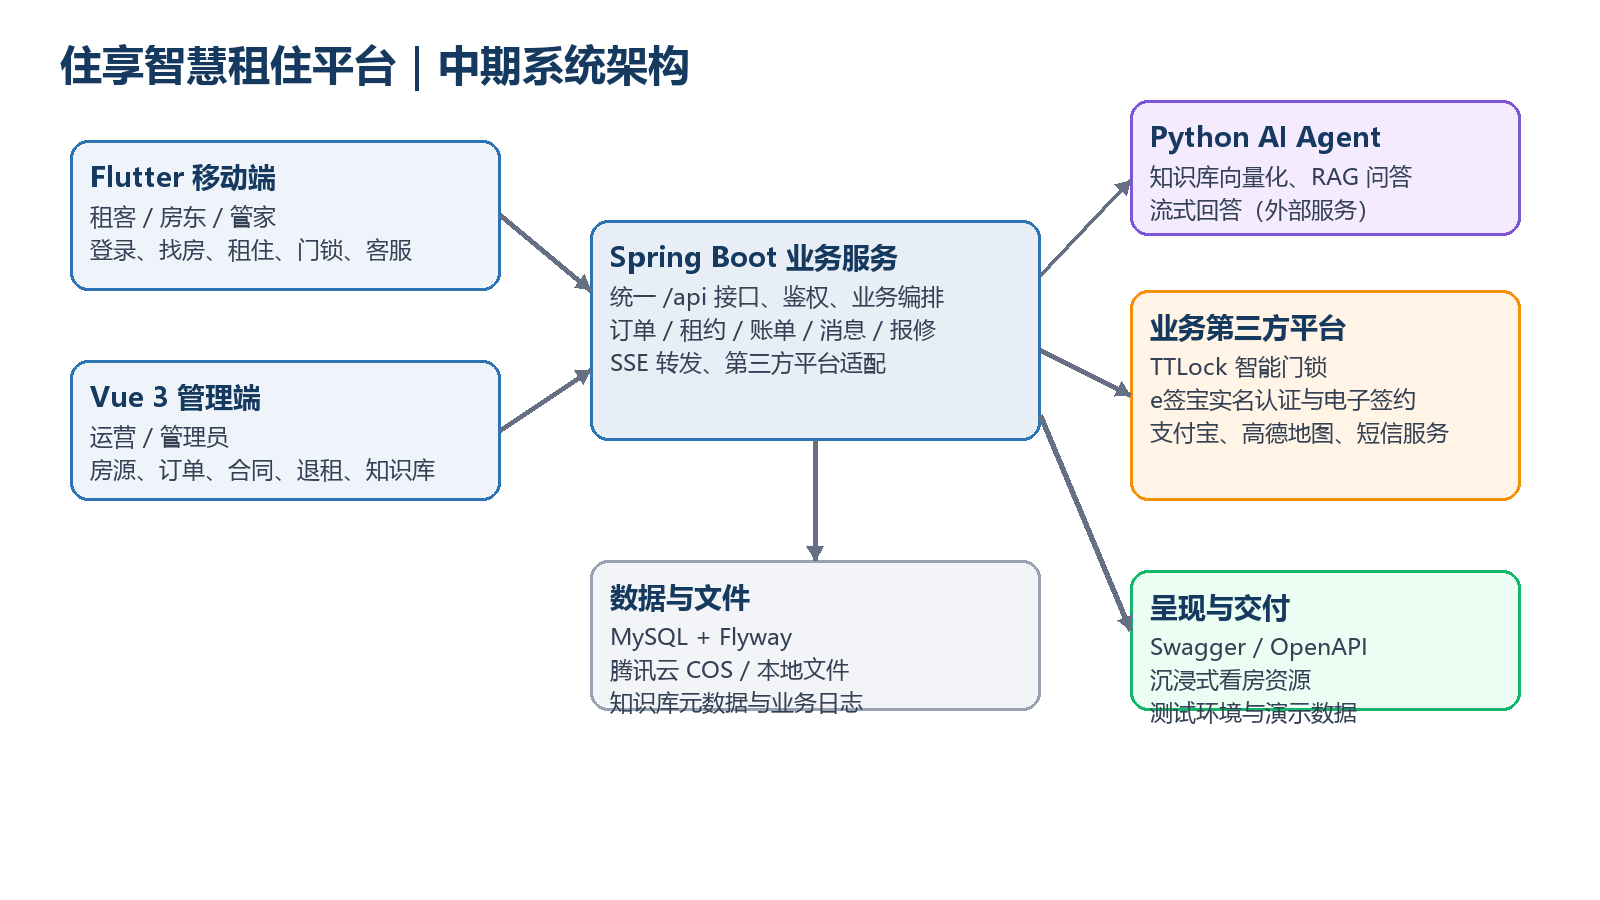 住享智慧租住平台｜中期系统架构
Flutter 移动端
租客 / 房东 / 管家
登录、找房、租住、门锁、客服
Vue 3 管理端
运营 / 管理员
房源、订单、合同、退租、知识库
Spring Boot 业务服务
统一 /api 接口、鉴权、业务编排
订单 / 租约 / 账单 / 消息 / 报修
SSE 转发、第三方平台适配
数据与文件
MySQL + Flyway
腾讯云 COS / 本地文件
知识库元数据与业务日志
Python AI Agent
知识库向量化、RAG 问答
流式回答（外部服务）
业务第三方平台
TTLock 智能门锁
e签宝实名认证与电子签约
支付宝、高德地图、短信服务
呈现与交付
Swagger / OpenAPI
沉浸式看房资源
测试环境与演示数据